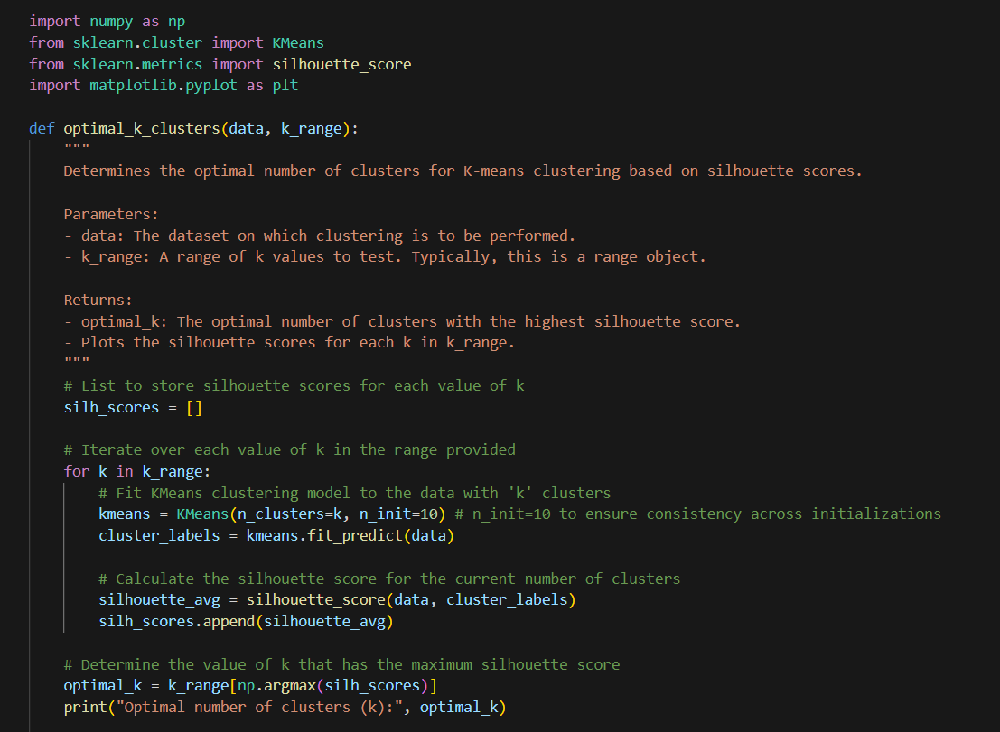 import numpy as np
from sklearn.cluster import KMeans
from sklearn.metrics import silhouette_score
import matplotlib.pyplot as plt

def optimal_k_clusters(data, k_range):
    """
    Determines the optimal number of clusters for K-means clustering based on silhouette scores.

    Parameters:
    - data: The dataset on which clustering is to be performed.
    - k_range: A range of k values to test. Typically, this is a range object.

    Returns:
    - optimal_k: The optimal number of clusters with the highest silhouette score.
    - Plots the silhouette scores for each k in k_range.
    """
    # List to store silhouette scores for each value of k
    silh_scores = []

    # Iterate over each value of k in the range provided
    for k in k_range:
        # Fit KMeans clustering model to the data with 'k' clusters
        kmeans = KMeans(n_clusters=k, n_init=10) # n_init=10 to ensure consistency across initializations
        cluster_labels = kmeans.fit_predict(data)

        # Calculate the silhouette score for the current number of clusters
        silhouette_avg = silhouette_score(data, cluster_labels)
        silh_scores.append(silhouette_avg)

    # Determine the value of k that has the maximum silhouette score
    optimal_k = k_range[np.argmax(silh_scores)]
    print("Optimal number of clusters (k):", optimal_k)